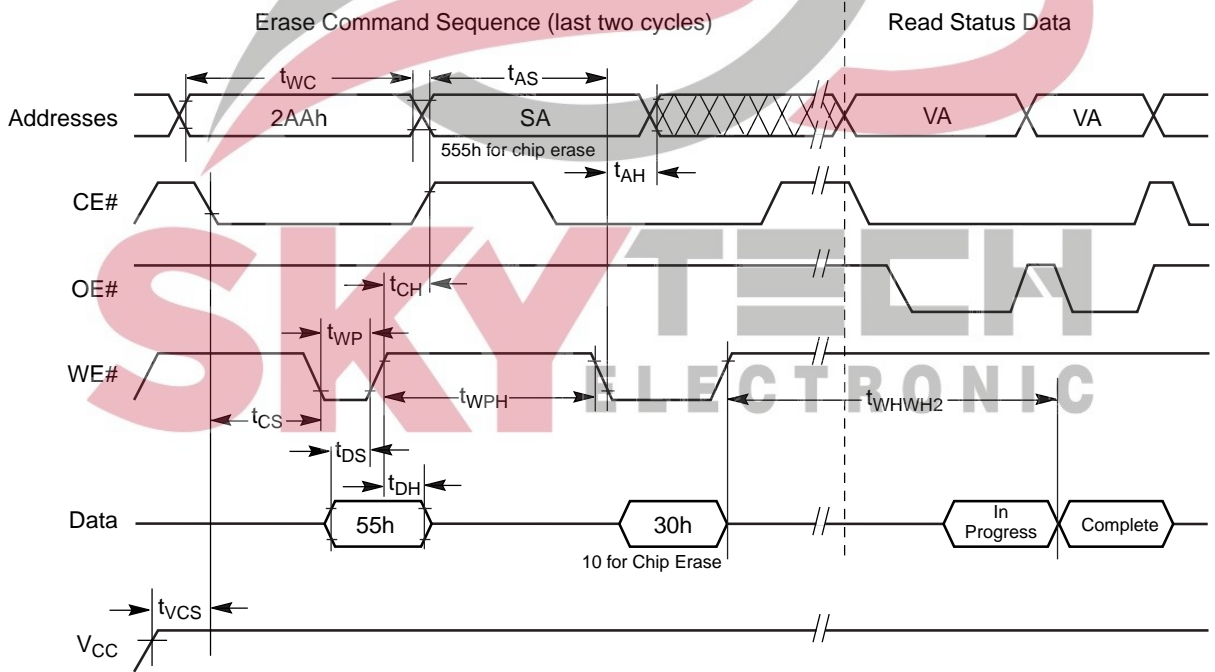 Erase Command Sequence (last two cycles)
Read Status Data
tWC
tAS
Addresses
2AAh
SA
VA
VA
555h for chip erase
tAH
CE#
OE#
tCH
tWP
WE#
tWPH
tWHWH2
tCS
tDS
tDH
Data
55h
30h
In
Progress
Complete
10 for Chip Erase
tVCS
VCC
SKYTECH
ELECTRONIC